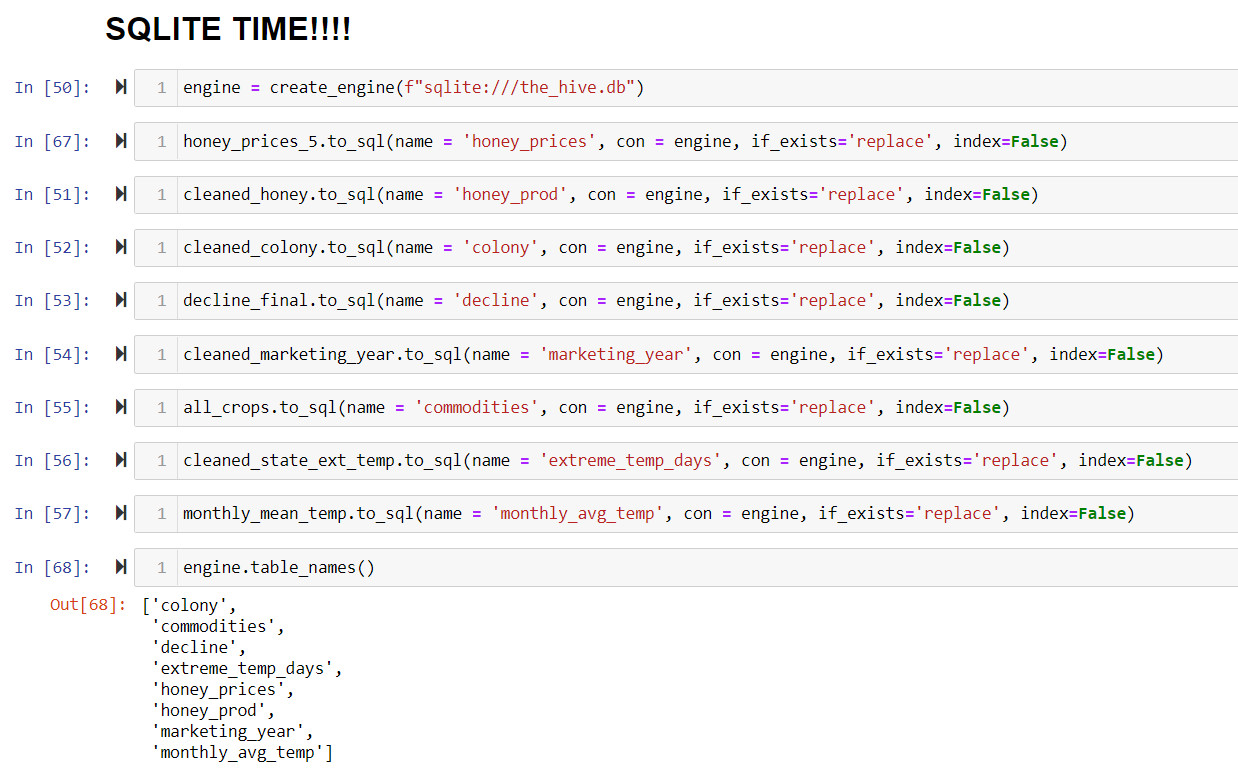 SQLITE TIME!!!!
In [50]: 1 engine = create_engine(f"sqlite:///the_hive.db")
In [67]: 1 honey_prices_5.to_sql(name = 'honey_prices', con = engine, if_exists='replace', index=False)
In [51]: 1 cleaned_honey.to_sql(name = 'honey_prod', con = engine, if_exists='replace', index=False)
In [52]: 1 cleaned_colony.to_sql(name = 'colony', con = engine, if_exists='replace', index=False)
In [53]: 1 decline_final.to_sql(name = 'decline', con = engine, if_exists='replace', index=False)
In [54]: 1 cleaned_marketing_year.to_sql(name = 'marketing_year', con = engine, if_exists='replace', index=False)
In [55]: 1 all_crops.to_sql(name = 'commodities', con = engine, if_exists='replace', index=False)
In [56]: 1 cleaned_state_ext_temp.to_sql(name = 'extreme_temp_days', con = engine, if_exists='replace', index=False)
In [57]: 1 monthly_mean_temp.to_sql(name = 'monthly_avg_temp', con = engine, if_exists='replace', index=False)
In [68]: 1 engine.table_names()
Out[68]: ['colony',
'commodities',
'decline',
'extreme_temp_days',
'honey_prices',
'honey_prod',
'marketing_year',
'monthly_avg_temp']